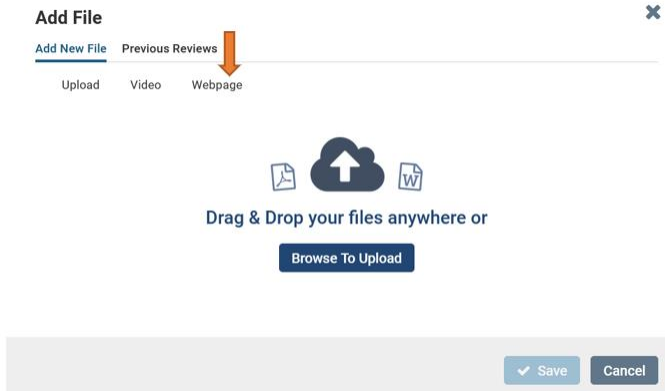 Add File
Add New File Previous Reviews
Upload Video Webpage
W
Drag & Drop your files anywhere or
Browse To Upload
Save Cancel